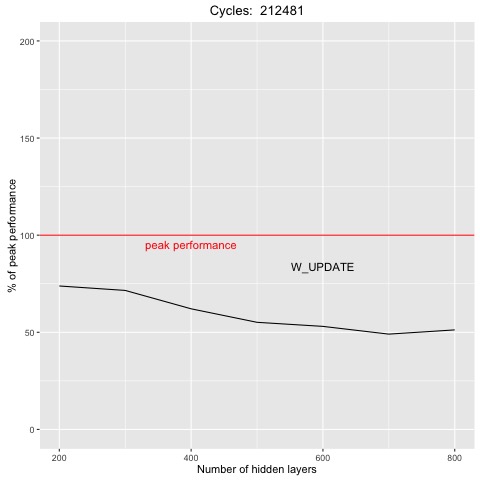 Cycles:  212481
200
150
100
50
0
% of peak performance
peak performance
W_UPDATE
200 400 600 800
Number of hidden layers